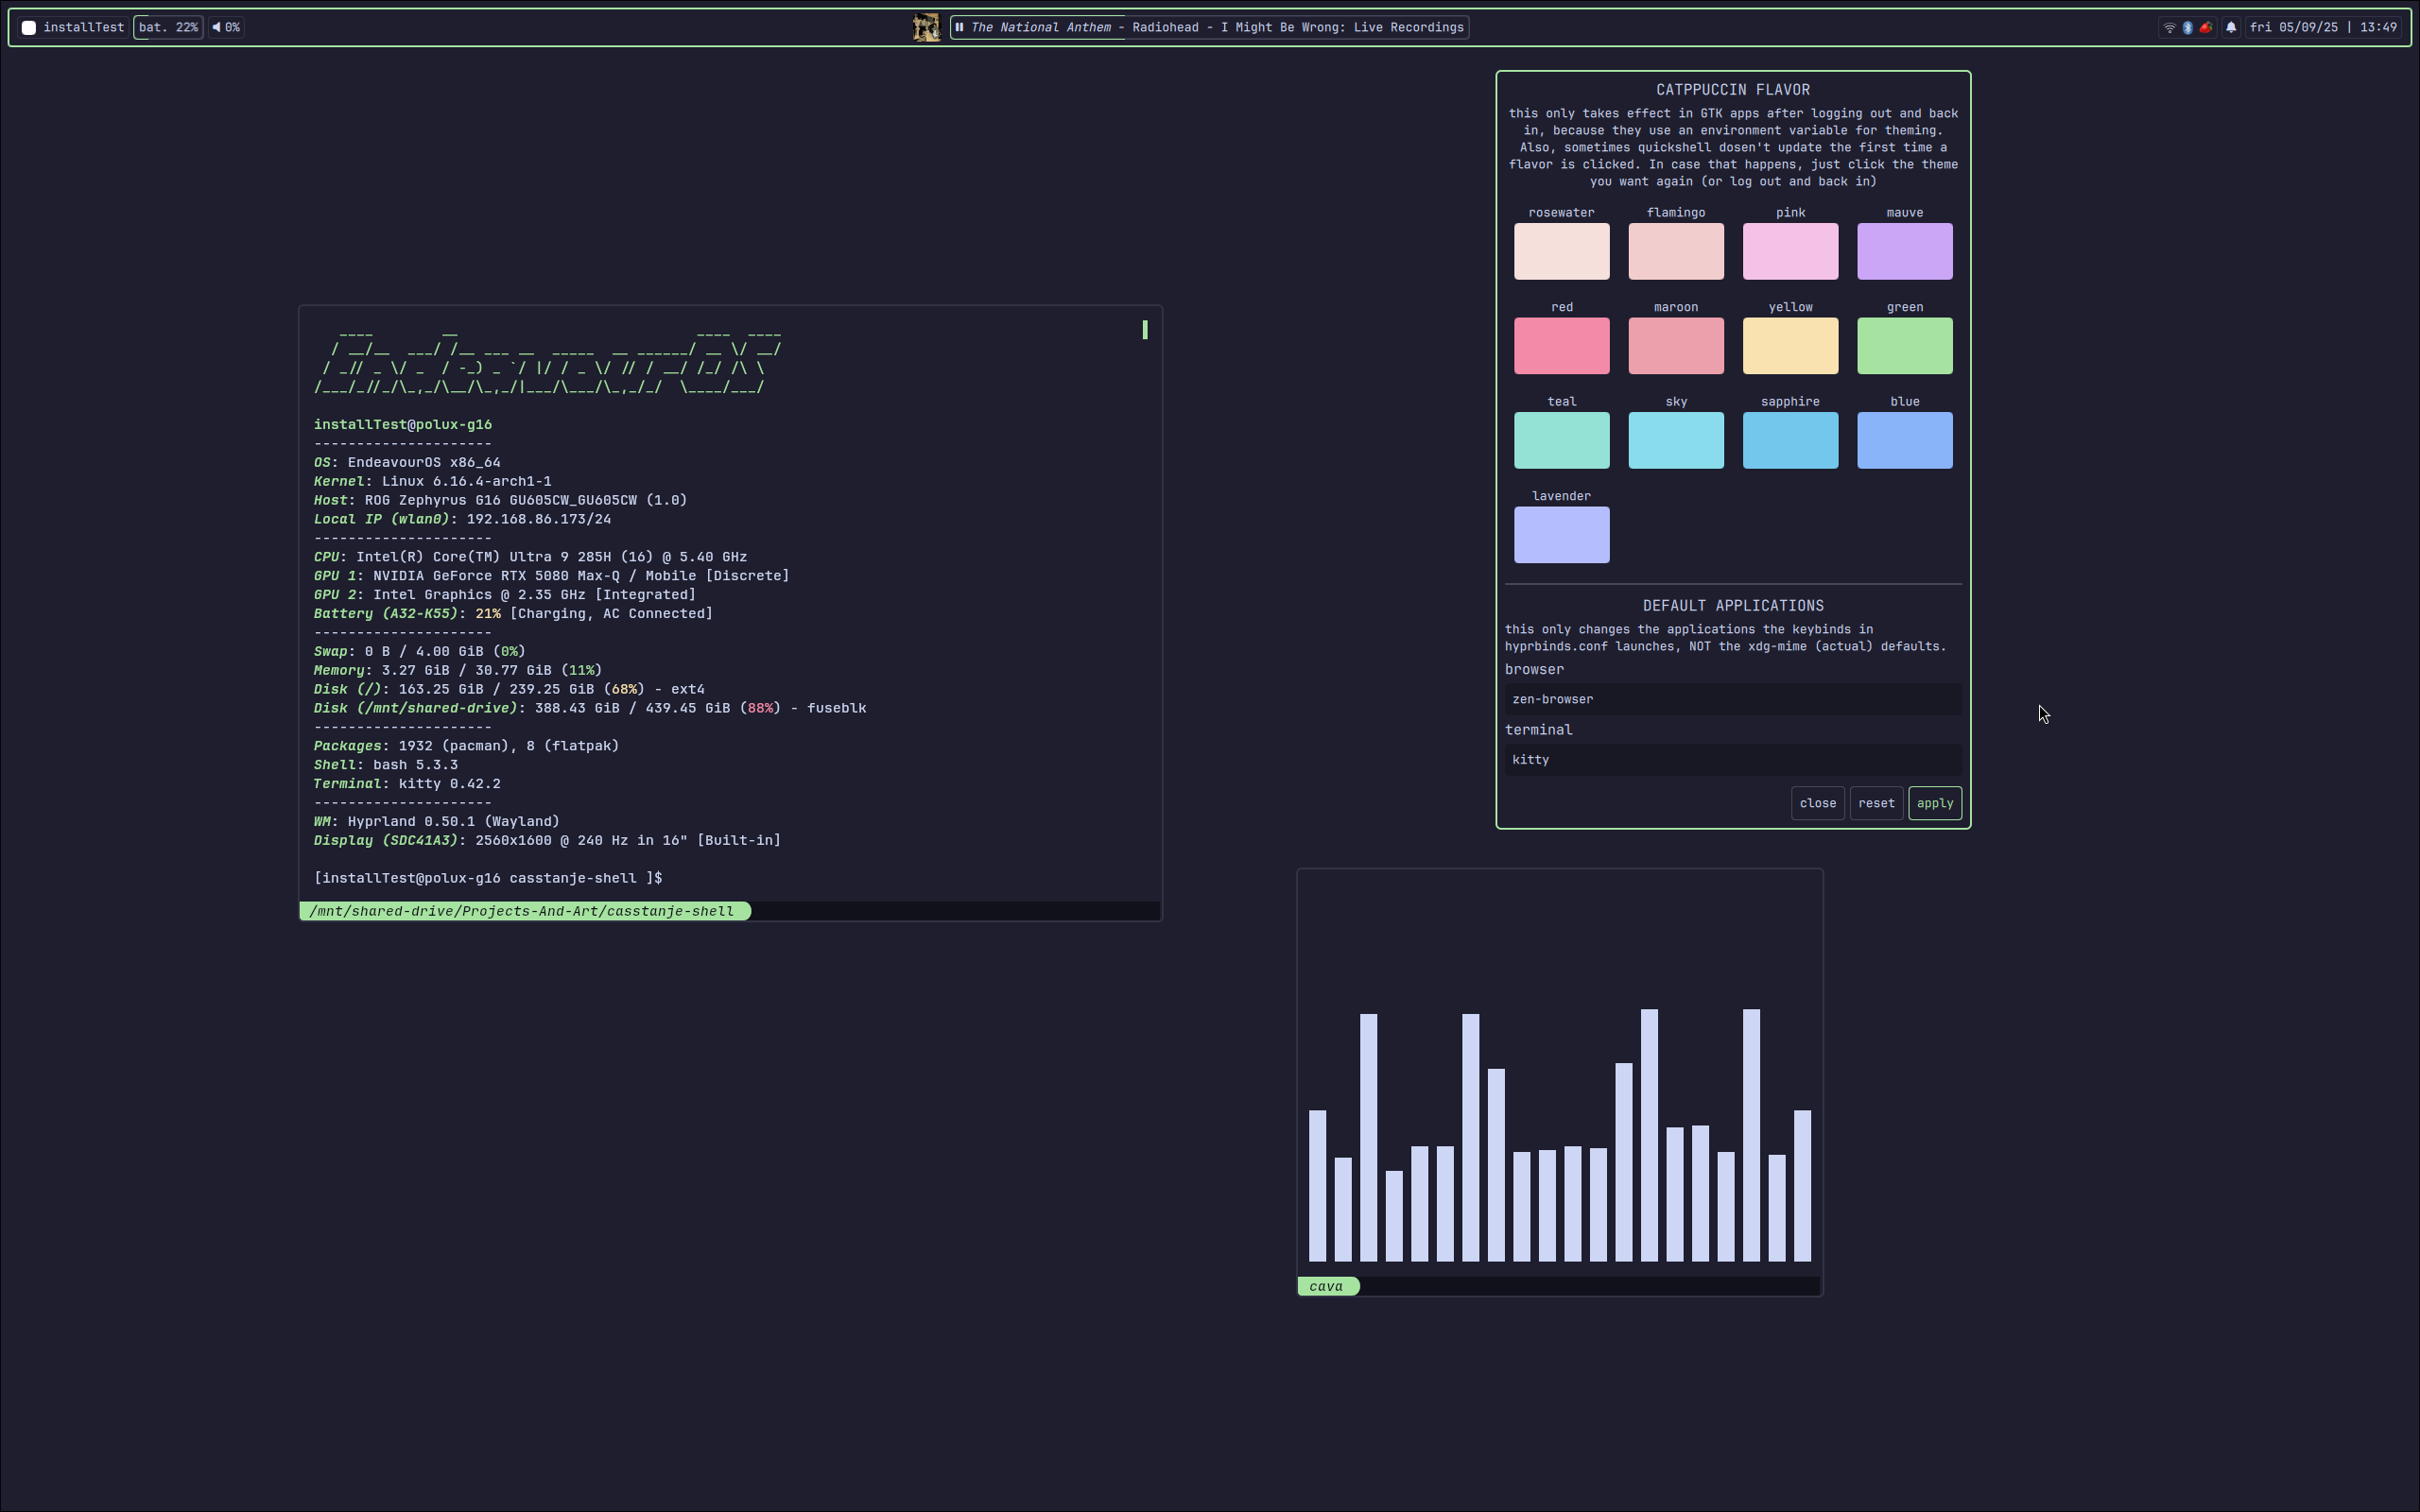 installTest
bat. 22%
0%
The National Anthem - Radiohead - I Might Be Wrong: Live Recordings
fri 05/09/25 | 13:49
EndeavourOS
installTest@polux-g16
---------------------
OS: EndeavourOS x86_64
Kernel: Linux 6.16.4-arch1-1
Host: ROG Zephyrus G16 GU605CW_GU605CW (1.0)
Local IP (wlan0): 192.168.86.173/24
---------------------
CPU: Intel(R) Core(TM) Ultra 9 285H (16) @ 5.40 GHz
GPU 1: NVIDIA GeForce RTX 5080 Max-Q / Mobile [Discrete]
GPU 2: Intel Graphics @ 2.35 GHz [Integrated]
Battery (A32-K55): 21% [Charging, AC Connected]
---------------------
Swap: 0 B / 4.00 GiB (0%)
Memory: 3.27 GiB / 30.77 GiB (11%)
Disk (/): 163.25 GiB / 239.25 GiB (68%) - ext4
Disk (/mnt/shared-drive): 388.43 GiB / 439.45 GiB (88%) - fuseblk
---------------------
Packages: 1932 (pacman), 8 (flatpak)
Shell: bash 5.3.3
Terminal: kitty 0.42.2
---------------------
WM: Hyprland 0.50.1 (Wayland)
Display (SDC41A3): 2560x1600 @ 240 Hz in 16" [Built-in]
[installTest@polux-g16 casstanje-shell ]$
/mnt/shared-drive/Projects-And-Art/casstanje-shell
CATPPUCCIN FLAVOR
this only takes effect in GTK apps after logging out and back
in, because they use an environment variable for theming.
Also, sometimes quickshell dosen't update the first time a
flavor is clicked. In case that happens, just click the theme
you want again (or log out and back in)
rosewater flamingo pink mauve
red maroon yellow green
teal sky sapphire blue
lavender
DEFAULT APPLICATIONS
this only changes the applications the keybinds in
hyprbinds.conf launches, NOT the xdg-mime (actual) defaults.
browser
zen-browser
terminal
kitty
close reset apply
cava